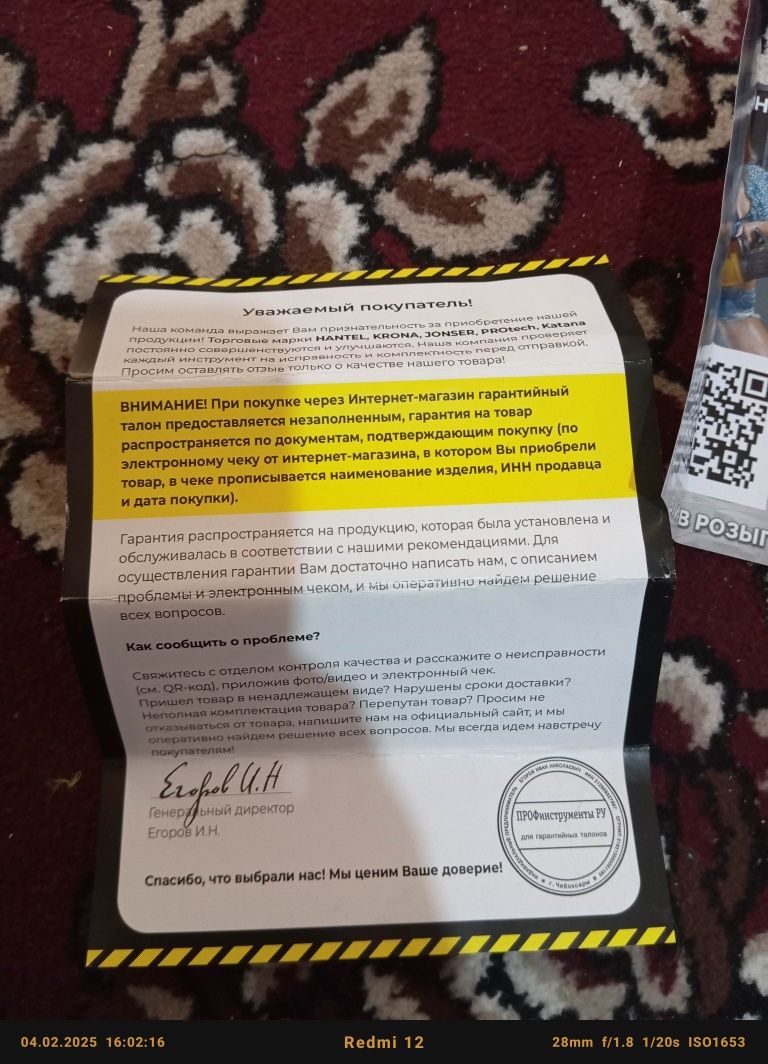 Уважаемый покупатель!
Наша команда выражает Вам признательность за приобретение нашей
продукции! Торговые марки HANTEL, KRONA, JONSER, PROtech, Katana
постоянно совершенствуются и улучшаются. Наша компания проверяет
каждый инструмент на исправность и комплектность перед отправкой.
Просим оставлять отзыв только о качестве нашего товара!
ВНИМАНИЕ! При покупке через Интернет-магазин гарантийный
талон предоставляется незаполненным, гарантия на товар
распространяется по документам, подтверждающим покупку (по
электронному чеку от интернет-магазина, в котором Вы приобрели
товар, в чеке прописывается наименование изделия, ИНН продавца
и дата покупки).
Гарантия распространяется на продукцию, которая была установлена и
обслуживалась в соответствии с нашими рекомендациями. Для
осуществления гарантии Вам достаточно написать нам, с описанием
проблемы и электронным чеком, и мы оперативно найдем решение
всех вопросов.
Как сообщить о проблеме?
Свяжитесь с отделом контроля качества и расскажите о неисправности
(см. QR-код), приложив фото/видео и электронный чек.
Пришел товар в ненадлежащем виде? Нарушены сроки доставки?
Неполная комплектация товара? Перепутан товар? Просим не
отказываться от товара, напишите нам на официальный сайт, и мы
оперативно найдем решение всех вопросов. Мы всегда идем навстречу
покупателям!
Егоров И.Н
Генеральный директор
Егоров И.Н.
ИНДИВИДУАЛЬНЫЙ ПРЕДПРИНИМАТЕЛЬ ЕГОРОВ ИВАН НИКОЛАЕВИЧ
ПРОФинструменты РУ
для гарантийных талонов
г. Чебоксары
Спасибо, что выбрали нас! Мы ценим Ваше доверие!
В РОЗЫГ
04.02.2025 16:02:16
Redmi 12
28mm f/1.8 1/20s ISO1653